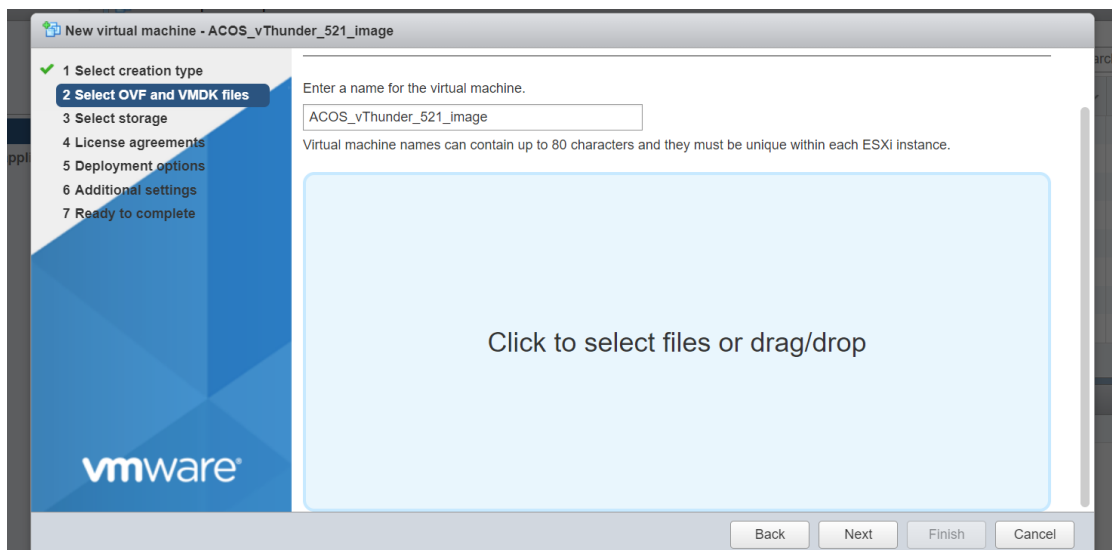 New virtual machine - ACOS_vThunder_521_image
1 Select creation type
2 Select OVF and VMDK files
3 Select storage
4 License agreements
5 Deployment options
6 Additional settings
7 Ready to complete
Enter a name for the virtual machine.
ACOS_vThunder_521_image
Virtual machine names can contain up to 80 characters and they must be unique within each ESXi instance.
Click to select files or drag/drop
vmware
Back
Next
Finish
Cancel